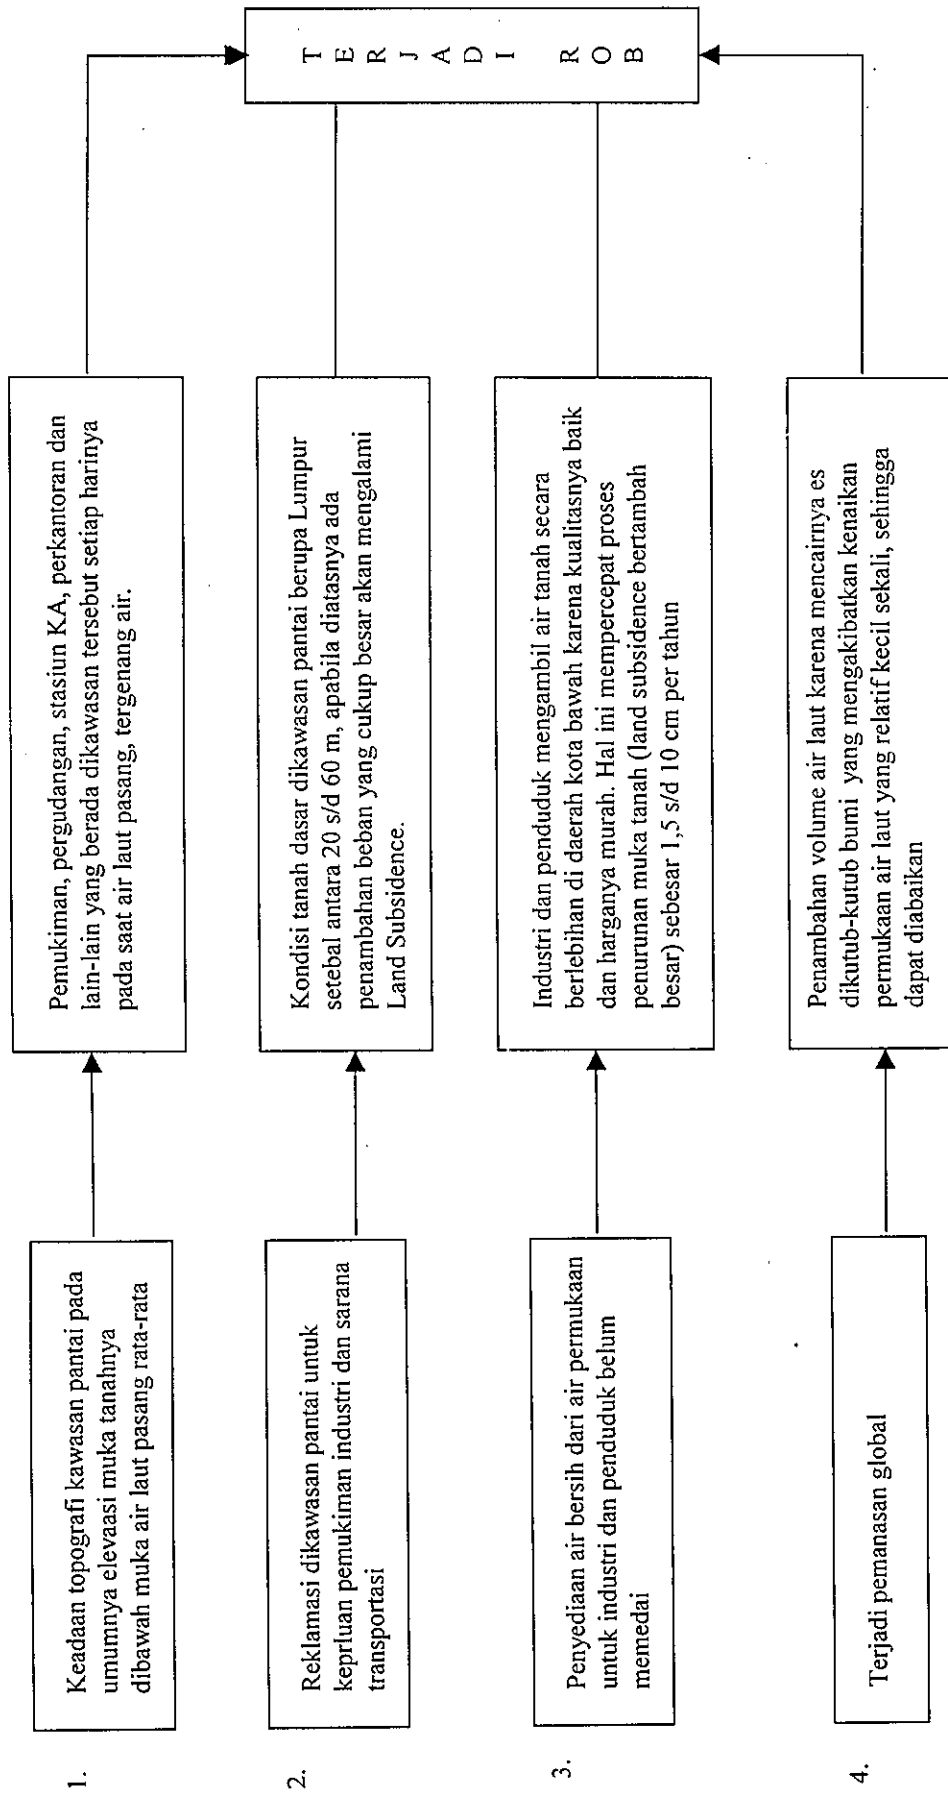 1.
Keadaan topografi kawasan pantai pada
umumnya elevaasi muka tanahnya
dibawah muka air laut pasang rata-rata
Pemukiman, pergudangan, stasiun KA, perkantoran dan
lain-lain yang berada dikawasan tersebut setiap harinya
pada saat air laut pasang, tergenang air.
2.
Reklamasi dikawasan pantai untuk
keprluan pemukiman industri dan sarana
transportasi
Kondisi tanah dasar dikawasan pantai berupa Lumpur
setebal antara 20 s/d 60 m, apabila diatasnya ada
penambahan beban yang cukup besar akan mengalami
Land Subsidence.
3.
Penyediaan air bersih dari air permukaan
untuk industri dan penduduk belum
memedai
Industri dan penduduk mengambil air tanah secara
berlebihan di daerah kota bawah karena kualitasnya baik
dan harganya murah. Hal ini mempercepat proses
penurunan muka tanah (land subsidence bertambah
besar) sebesar 1,5 s/d 10 cm per tahun
4.
Terjadi pemanasan global
Penambahan volume air laut karena mencairnya es
dikutub-kutub bumi yang mengakibatkan kenaikan
permukaan air laut yang relatif kecil sekali, sehingga
dapat diabaikan
T
E
R
J
A
D
I
R
O
B